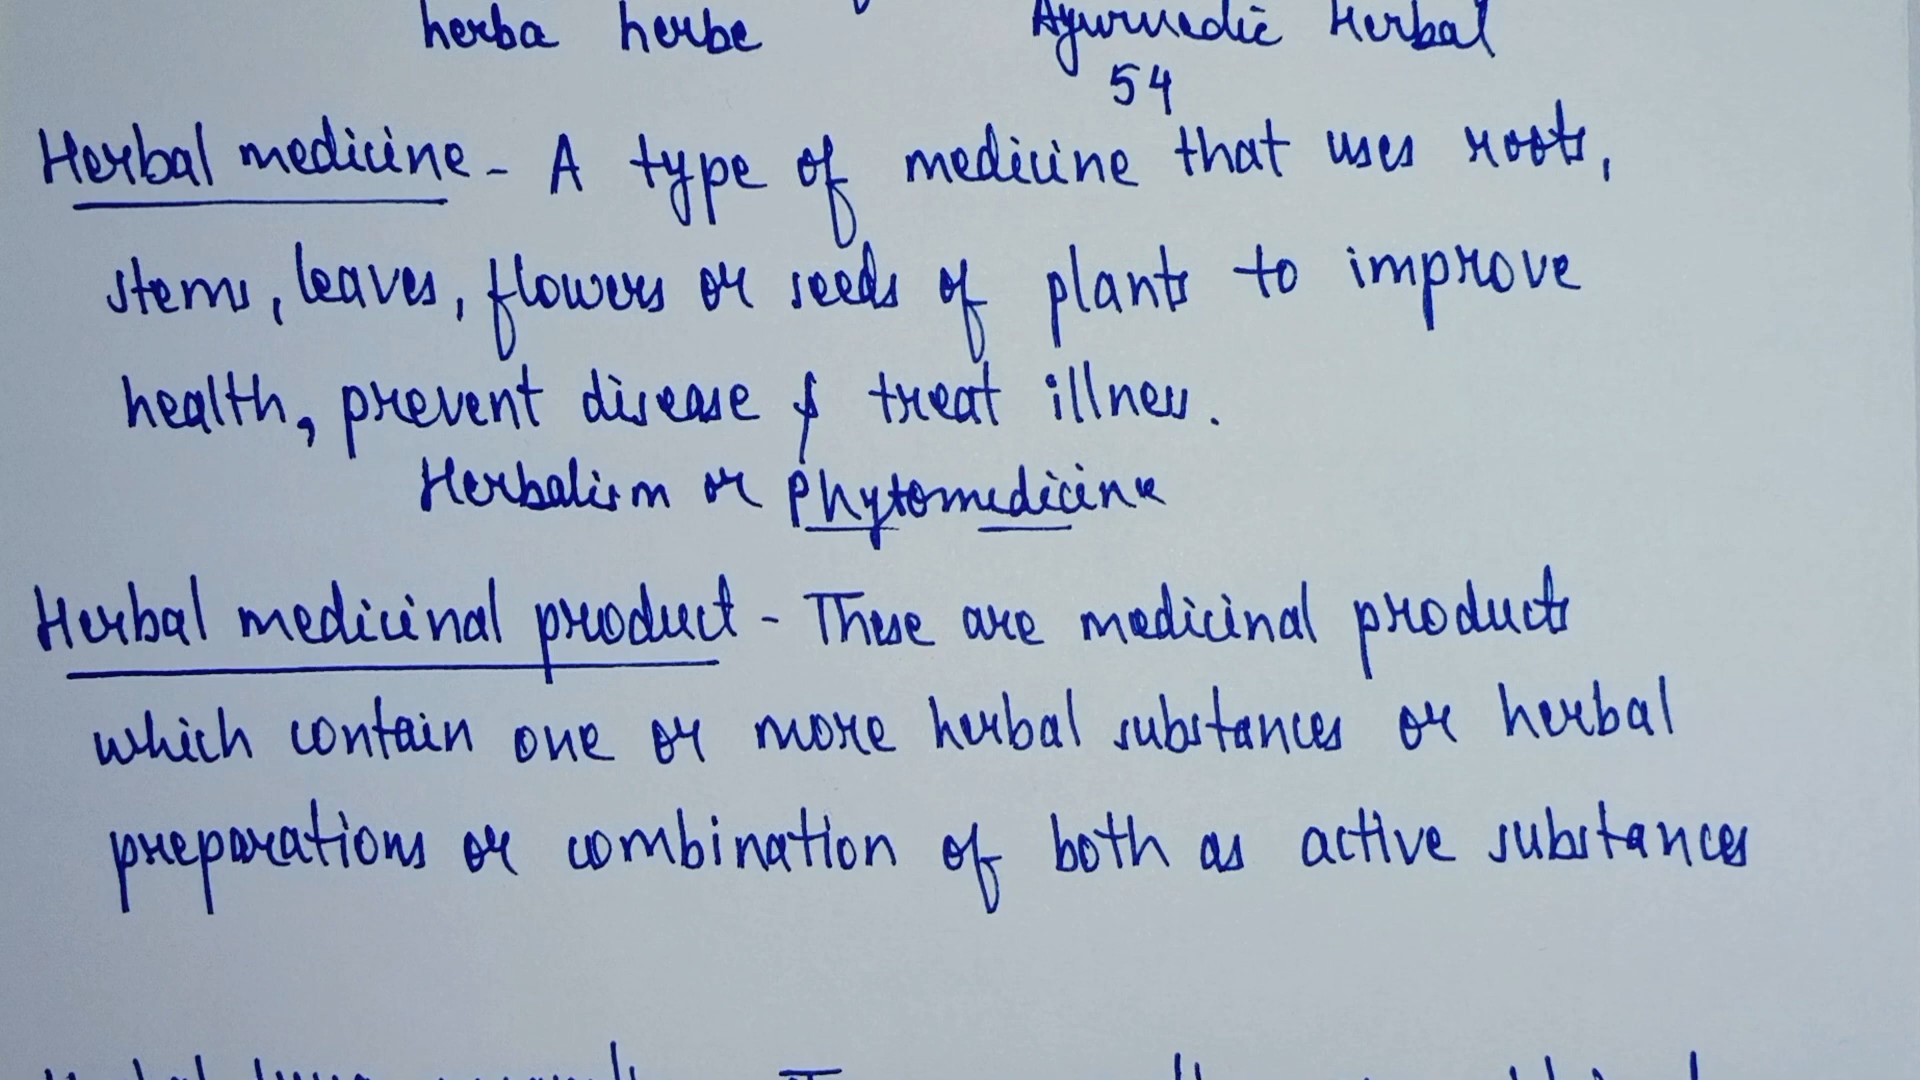 herba herbe Ayurvedic Herbal
54
Herbal medicine - A type of medicine that uses roots,
stems, leaves, flowers or seeds of plants to improve
health, prevent disease & treat illness.
Herbalism or Phytomedicine
Herbal medicinal product - These are medicinal products
which contain one or more herbal substances or herbal
preparations or combination of both as active substances
Herbal